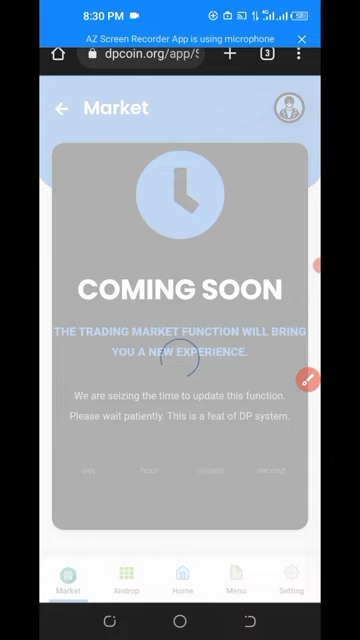 8:30 PM
AZ Screen Recorder App is using microphone
dpcoin.org/app/S
3
Market
COMING SOON
THE TRADING MARKET FUNCTION WILL BRING
YOU A NEW EXPERIENCE.
We are seizing the time to update this function.
Please wait patiently. This is a feat of DP system.
Market Airdrop Home Menu Setting